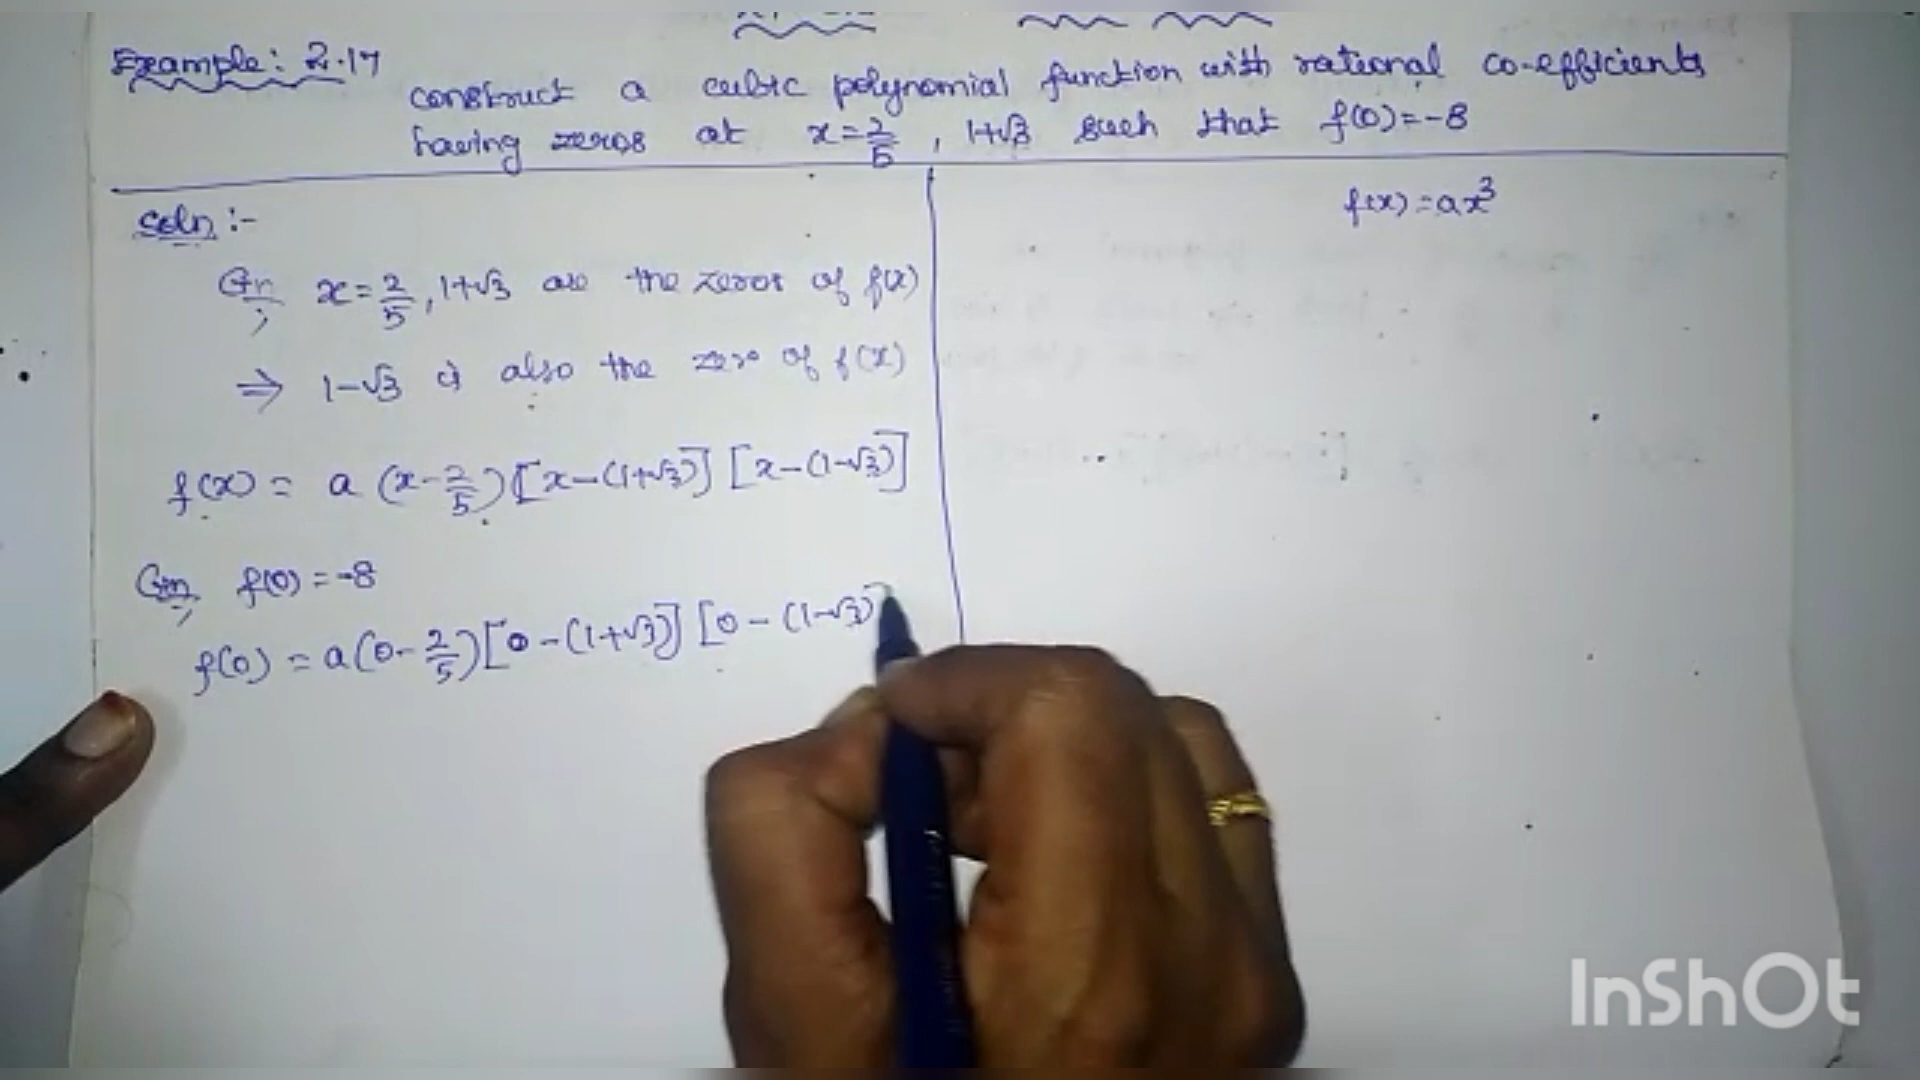 Example: 2.17
construct a cubic polynomial function with rational co-efficients
having zeros at x=2/5, 1+√3 such that f(0)=-8
Soln:-
Gn, x=2/5, 1+√3 are the zeros of f(x)
⇒ 1-√3 is also the zero of f(x)
f(x) = a (x-2/5) [x-(1+√3)] [x-(1-√3)]
Gn, f(0)=-8
f(0) = a(0-2/5)[0-(1+√3)] [0-(1-√3)]
f(x)=ax³
InShOt